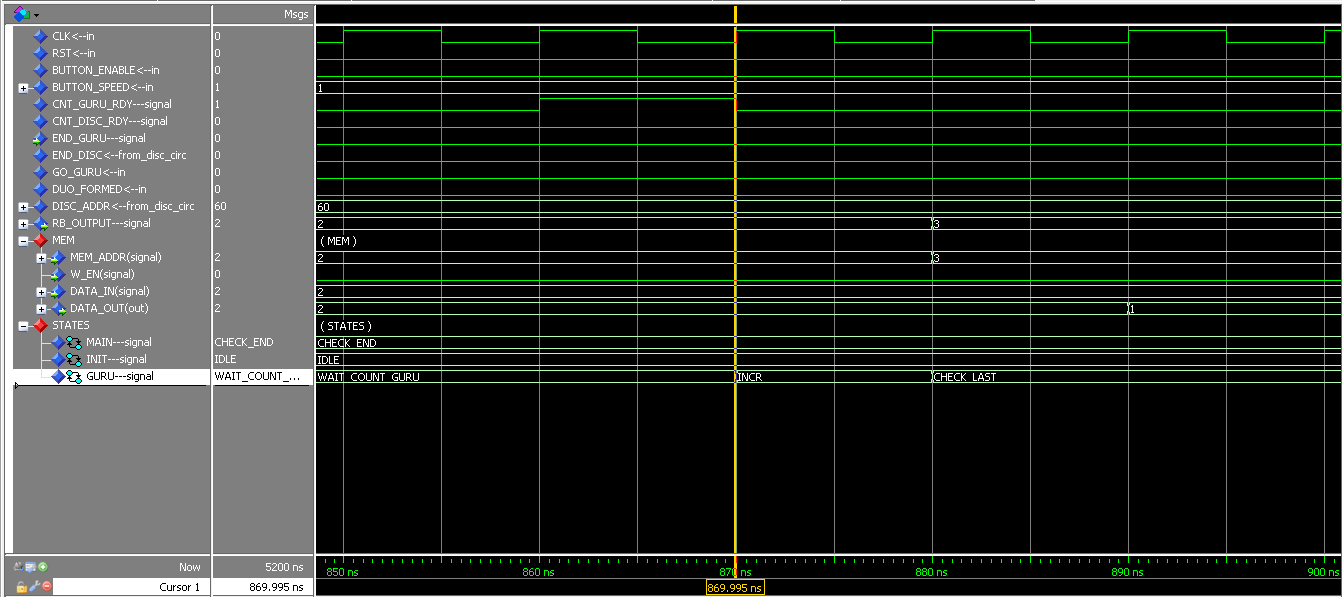 Msgs
CLK<--in 0
RST<--in 0
BUTTON_ENABLE<--in 0
BUTTON_SPEED<--in 1 1
CNT_GURU_RDY---signal 1
CNT_DISC_RDY---signal 0
END_GURU---signal 0
END_DISC<--from_disc_circ 0
GO_GURU<--in 0
DUO_FORMED<--in 0
DISC_ADDR<--from_disc_circ 60 60
RB_OUTPUT---signal 2 2 3
MEM ( MEM )
MEM_ADDR(signal) 2 2 3
W_EN(signal) 0
DATA_IN(signal) 2 2
DATA_OUT(out) 2 2 1
STATES ( STATES )
MAIN---signal CHECK_END CHECK_END
INIT---signal IDLE IDLE
GURU---signal WAIT_COUNT_... WAIT_COUNT_GURU INCR CHECK_LAST
Now 5200 ns 850 ns 860 ns 870 ns 880 ns 890 ns 900 ns
Cursor 1 869.995 ns 869.995 ns